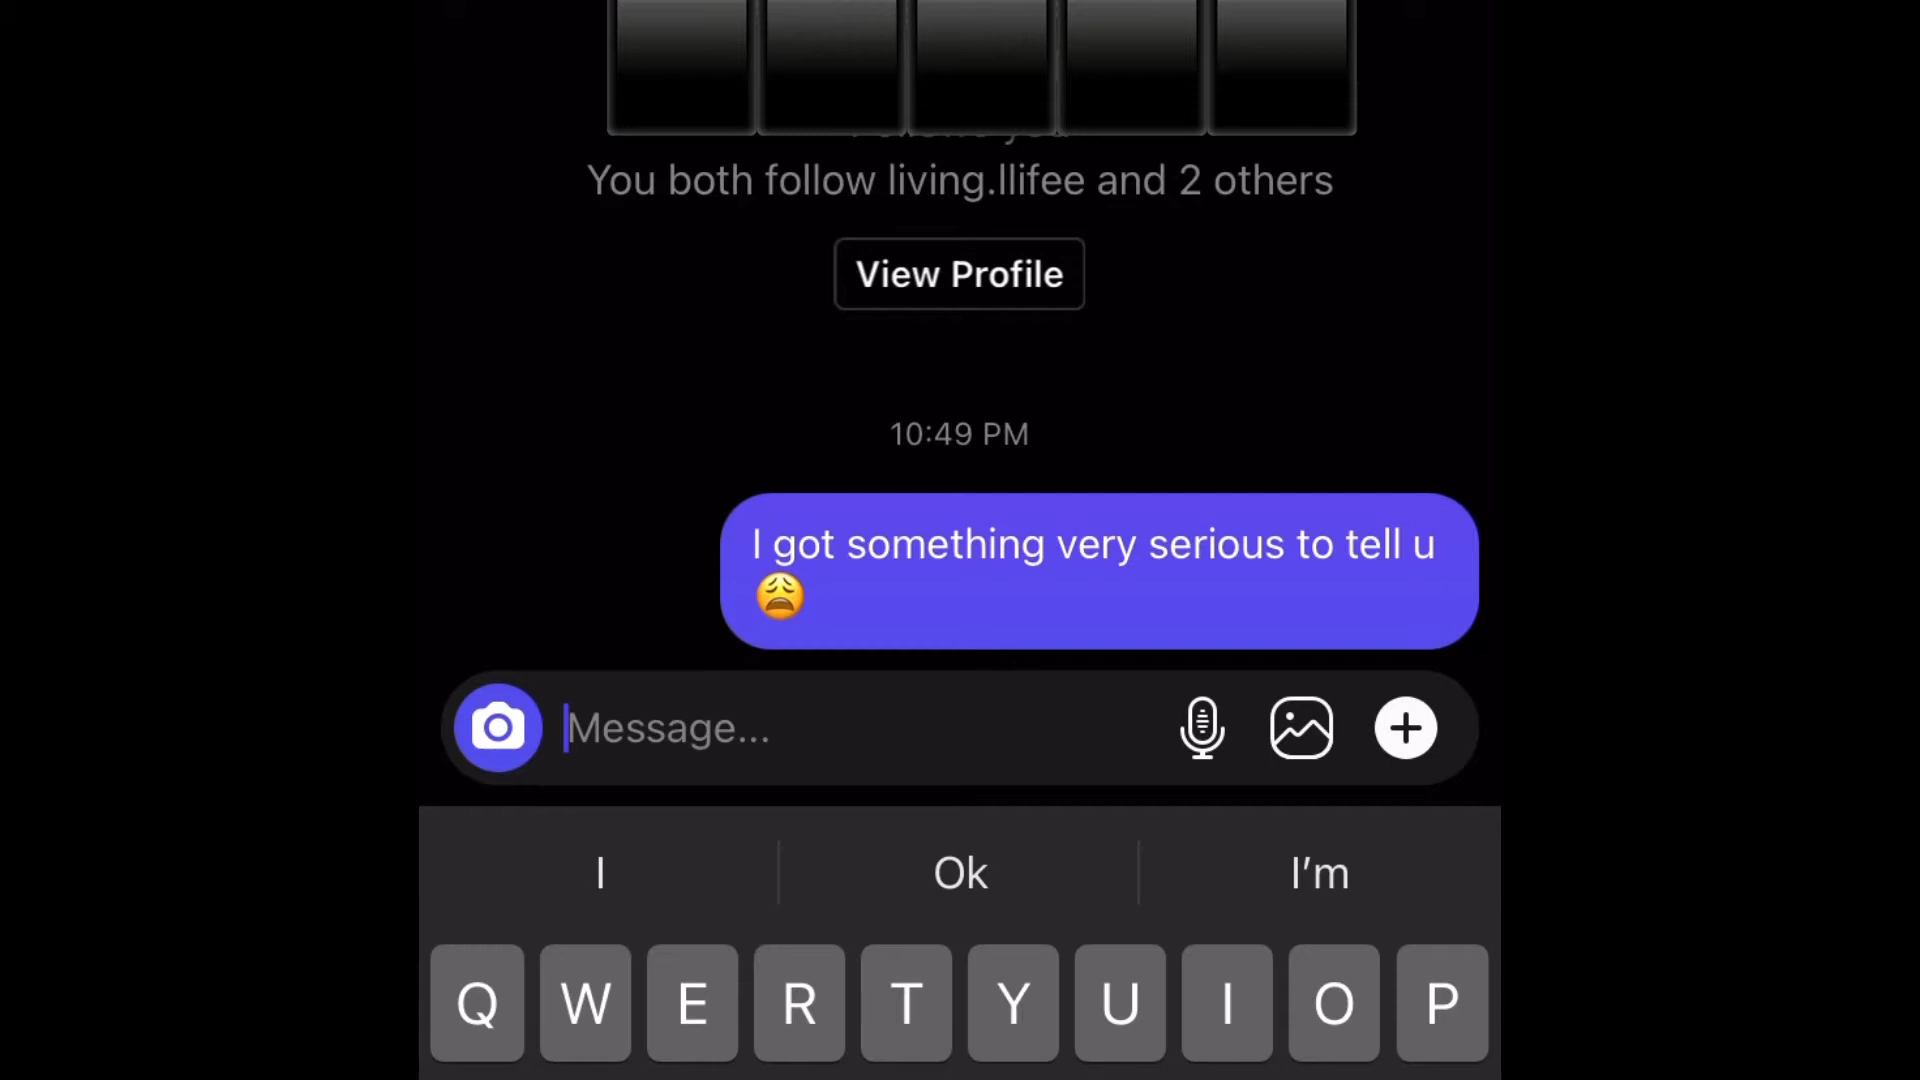 You both follow living.llifee and 2 others
View Profile
10:49 PM
I got something very serious to tell u
😩
Message...
I
Ok
I’m
Q W E R T Y U I O P